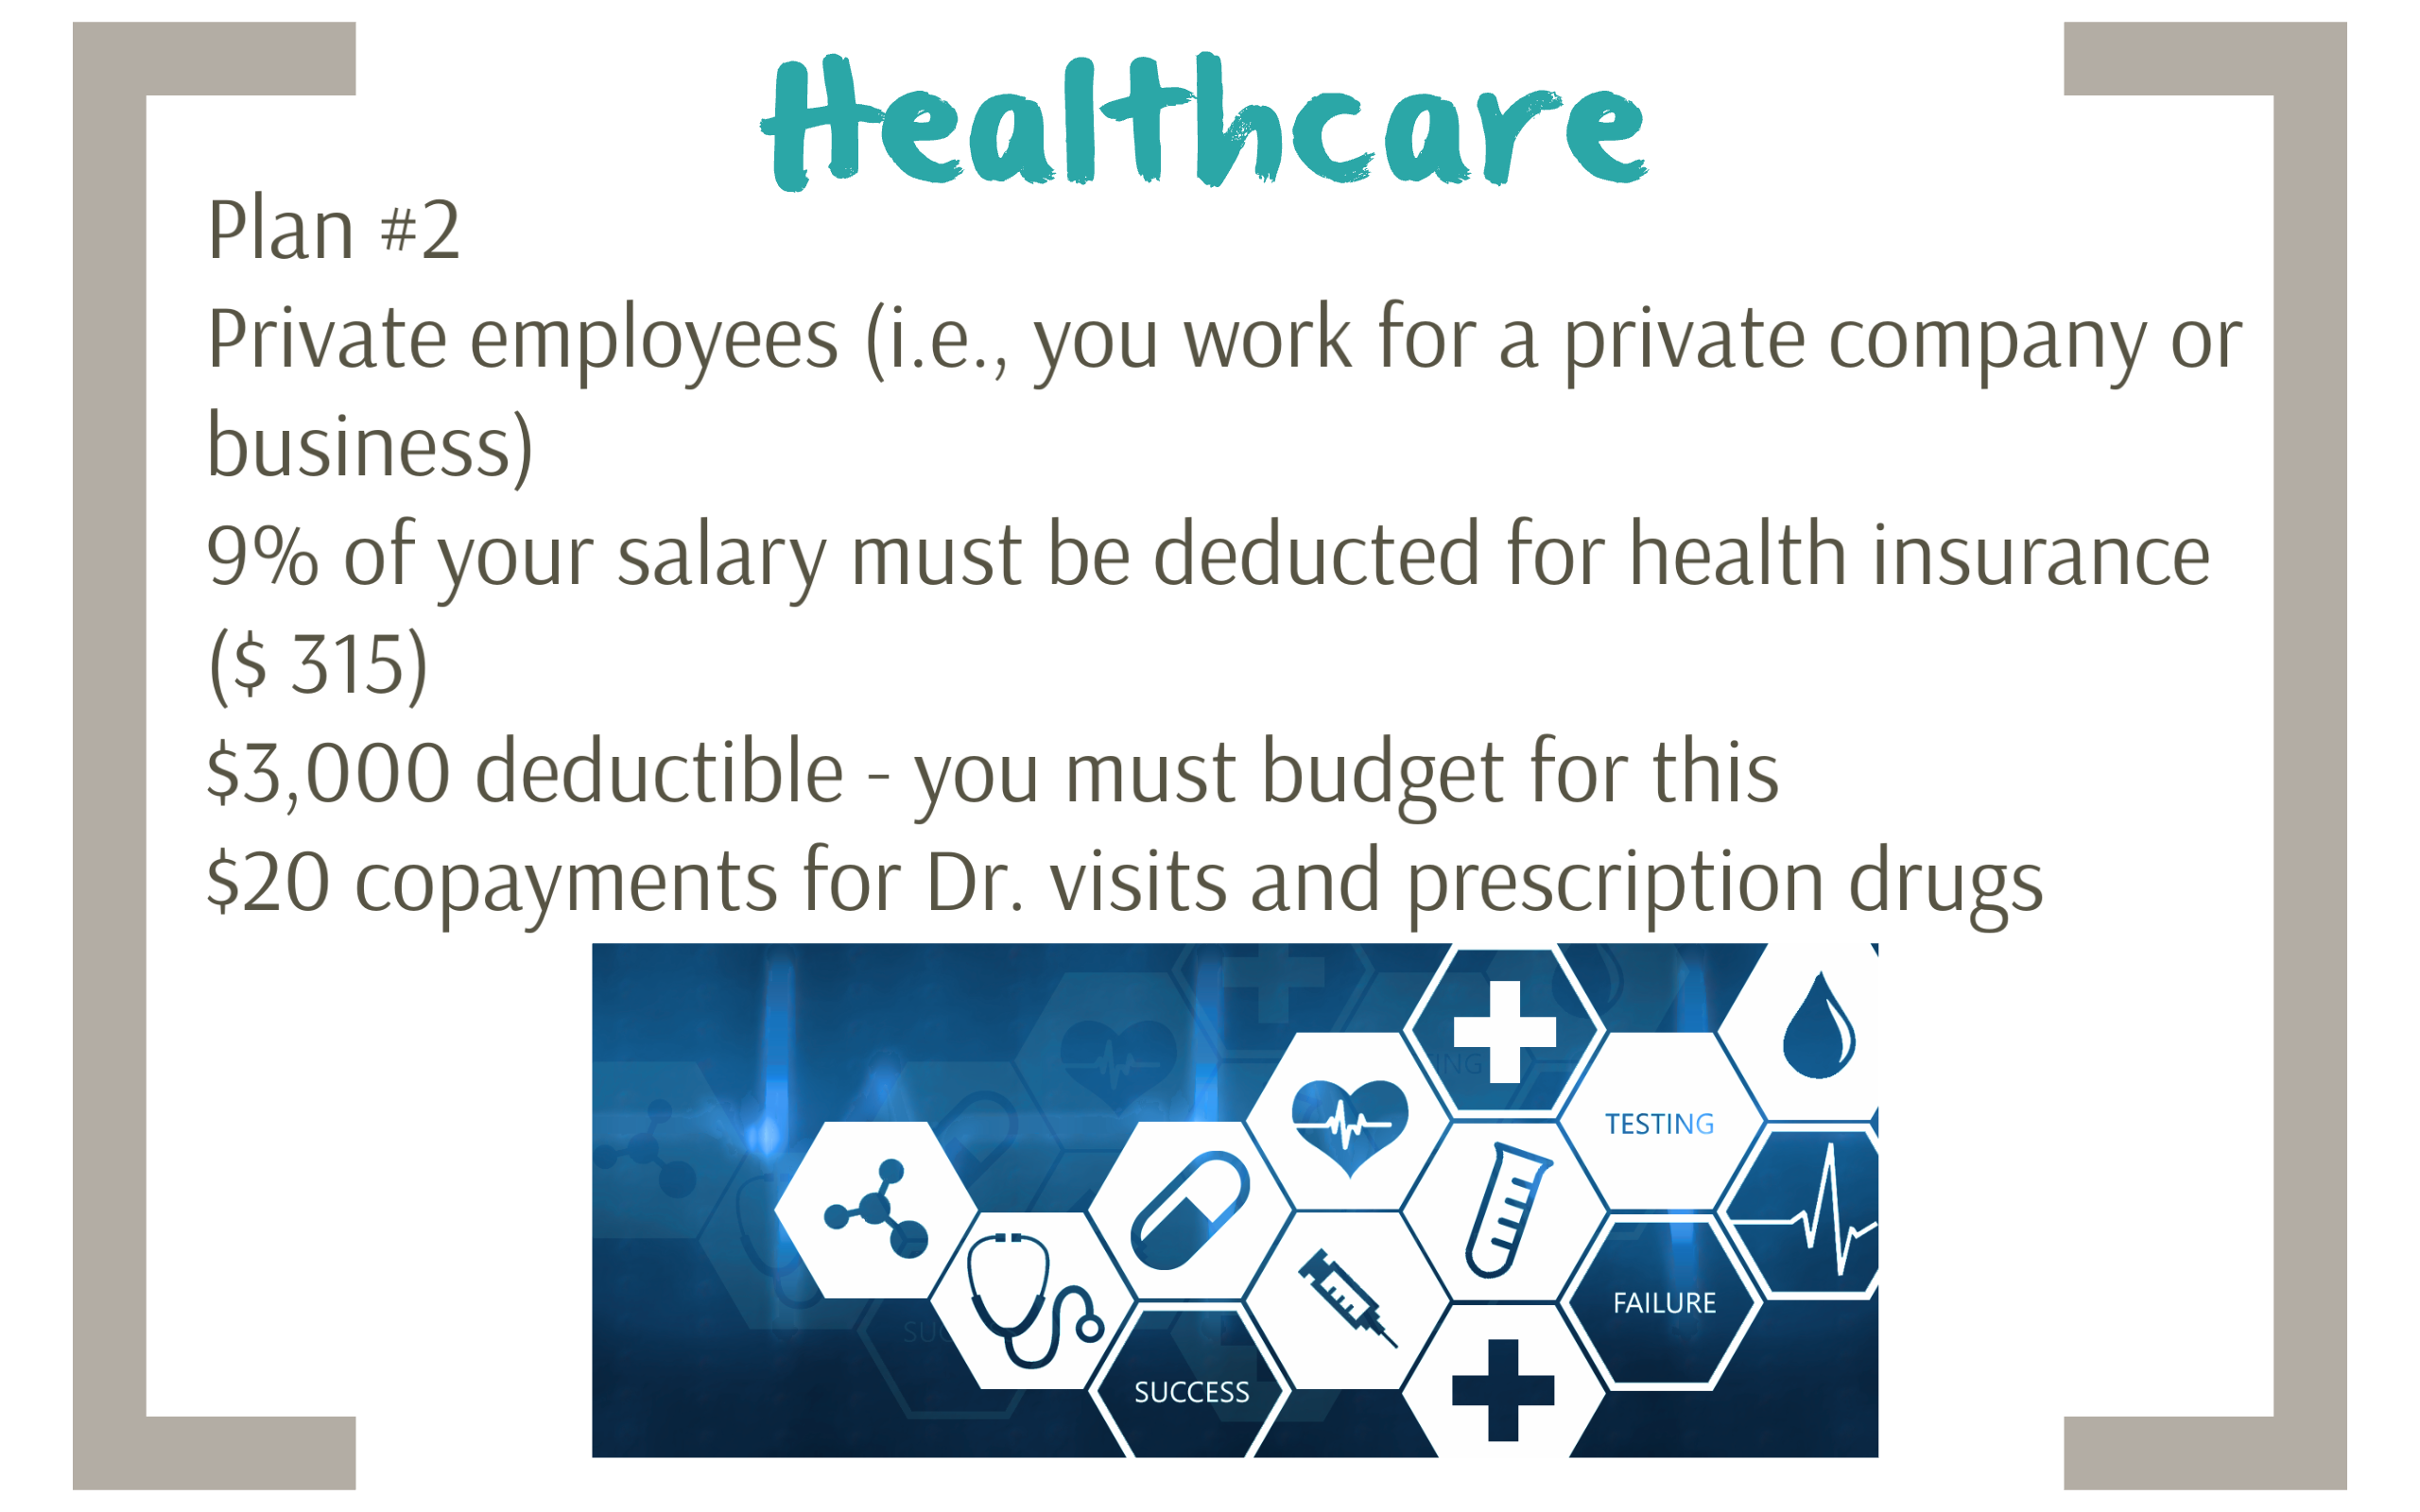 Healthcare
Plan #2
Private employees (i.e., you work for a private company or
business)
9% of your salary must be deducted for health insurance
($ 315)
$3,000 deductible - you must budget for this
$20 copayments for Dr. visits and prescription drugs
TESTING
FAILURE
SUCCESS